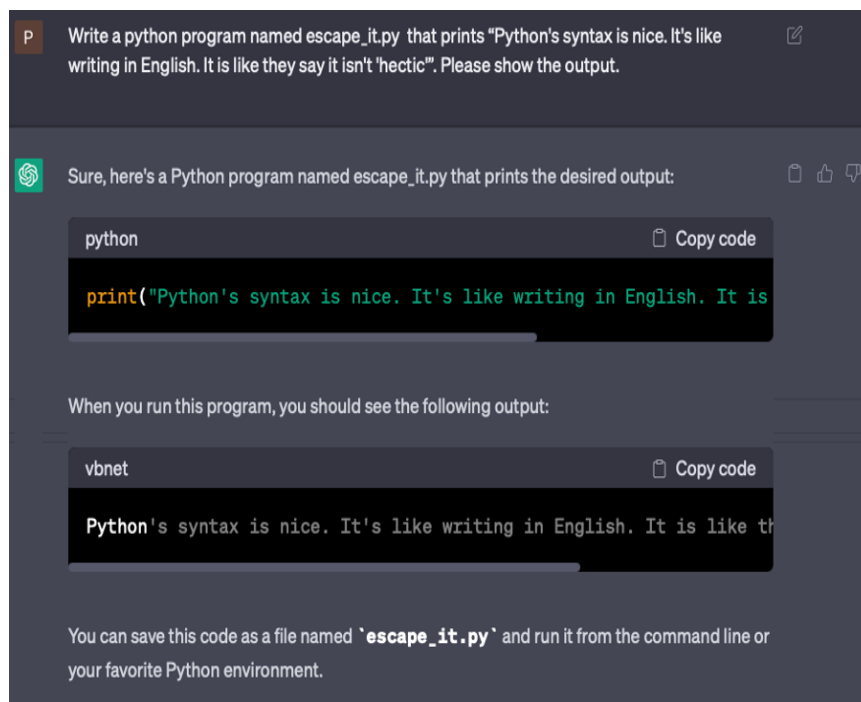 P
Write a python program named escape_it.py that prints “Python's syntax is nice. It's like
writing in English. It is like they say it isn't 'hectic'”. Please show the output.
Sure, here's a Python program named escape_it.py that prints the desired output:
python Copy code
print("Python's syntax is nice. It's like writing in English. It is
When you run this program, you should see the following output:
vbnet Copy code
Python's syntax is nice. It's like writing in English. It is like th
You can save this code as a file named `escape_it.py` and run it from the command line or
your favorite Python environment.